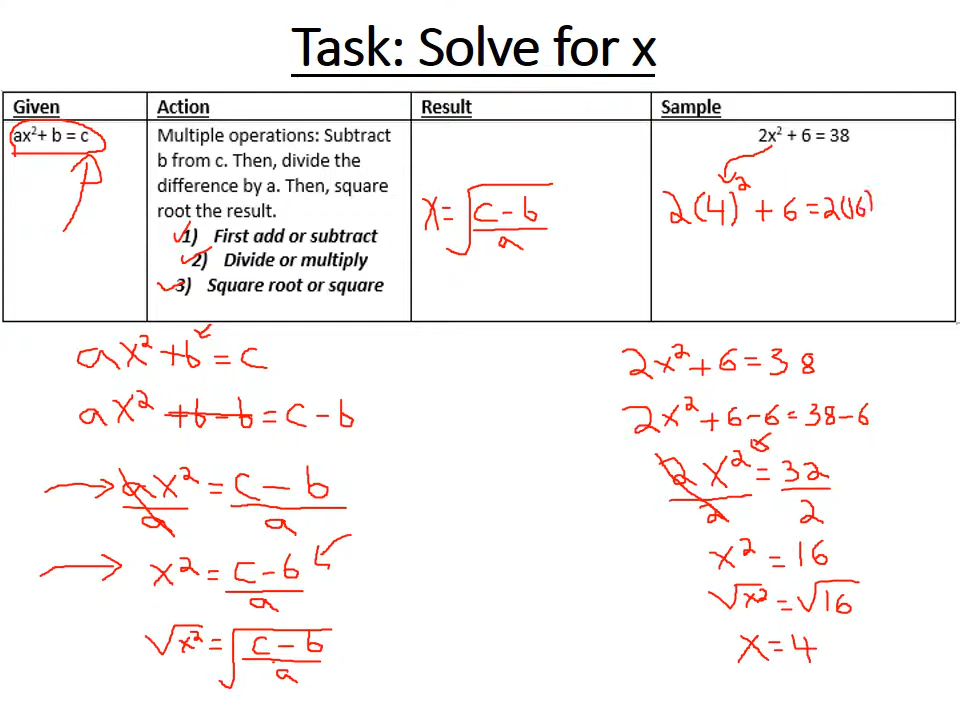 Task: Solve for x
Given
Action
Result
Sample
ax²+ b = c
Multiple operations: Subtract
b from c. Then, divide the
difference by a. Then, square
root the result.
1) First add or subtract
2) Divide or multiply
3) Square root or square
x = √((c - b)/a)
2x² + 6 = 38
2(4)² + 6 = 2(16)
ax² + b = c
ax² + b - b = c - b
ax²/a = (c - b)/a
x² = (c - b)/a
√x² = √((c - b)/a)
2x² + 6 = 38
2x² + 6 - 6 = 38 - 6
2x²/2 = 32/2
x² = 16
√x² = √16
x = 4